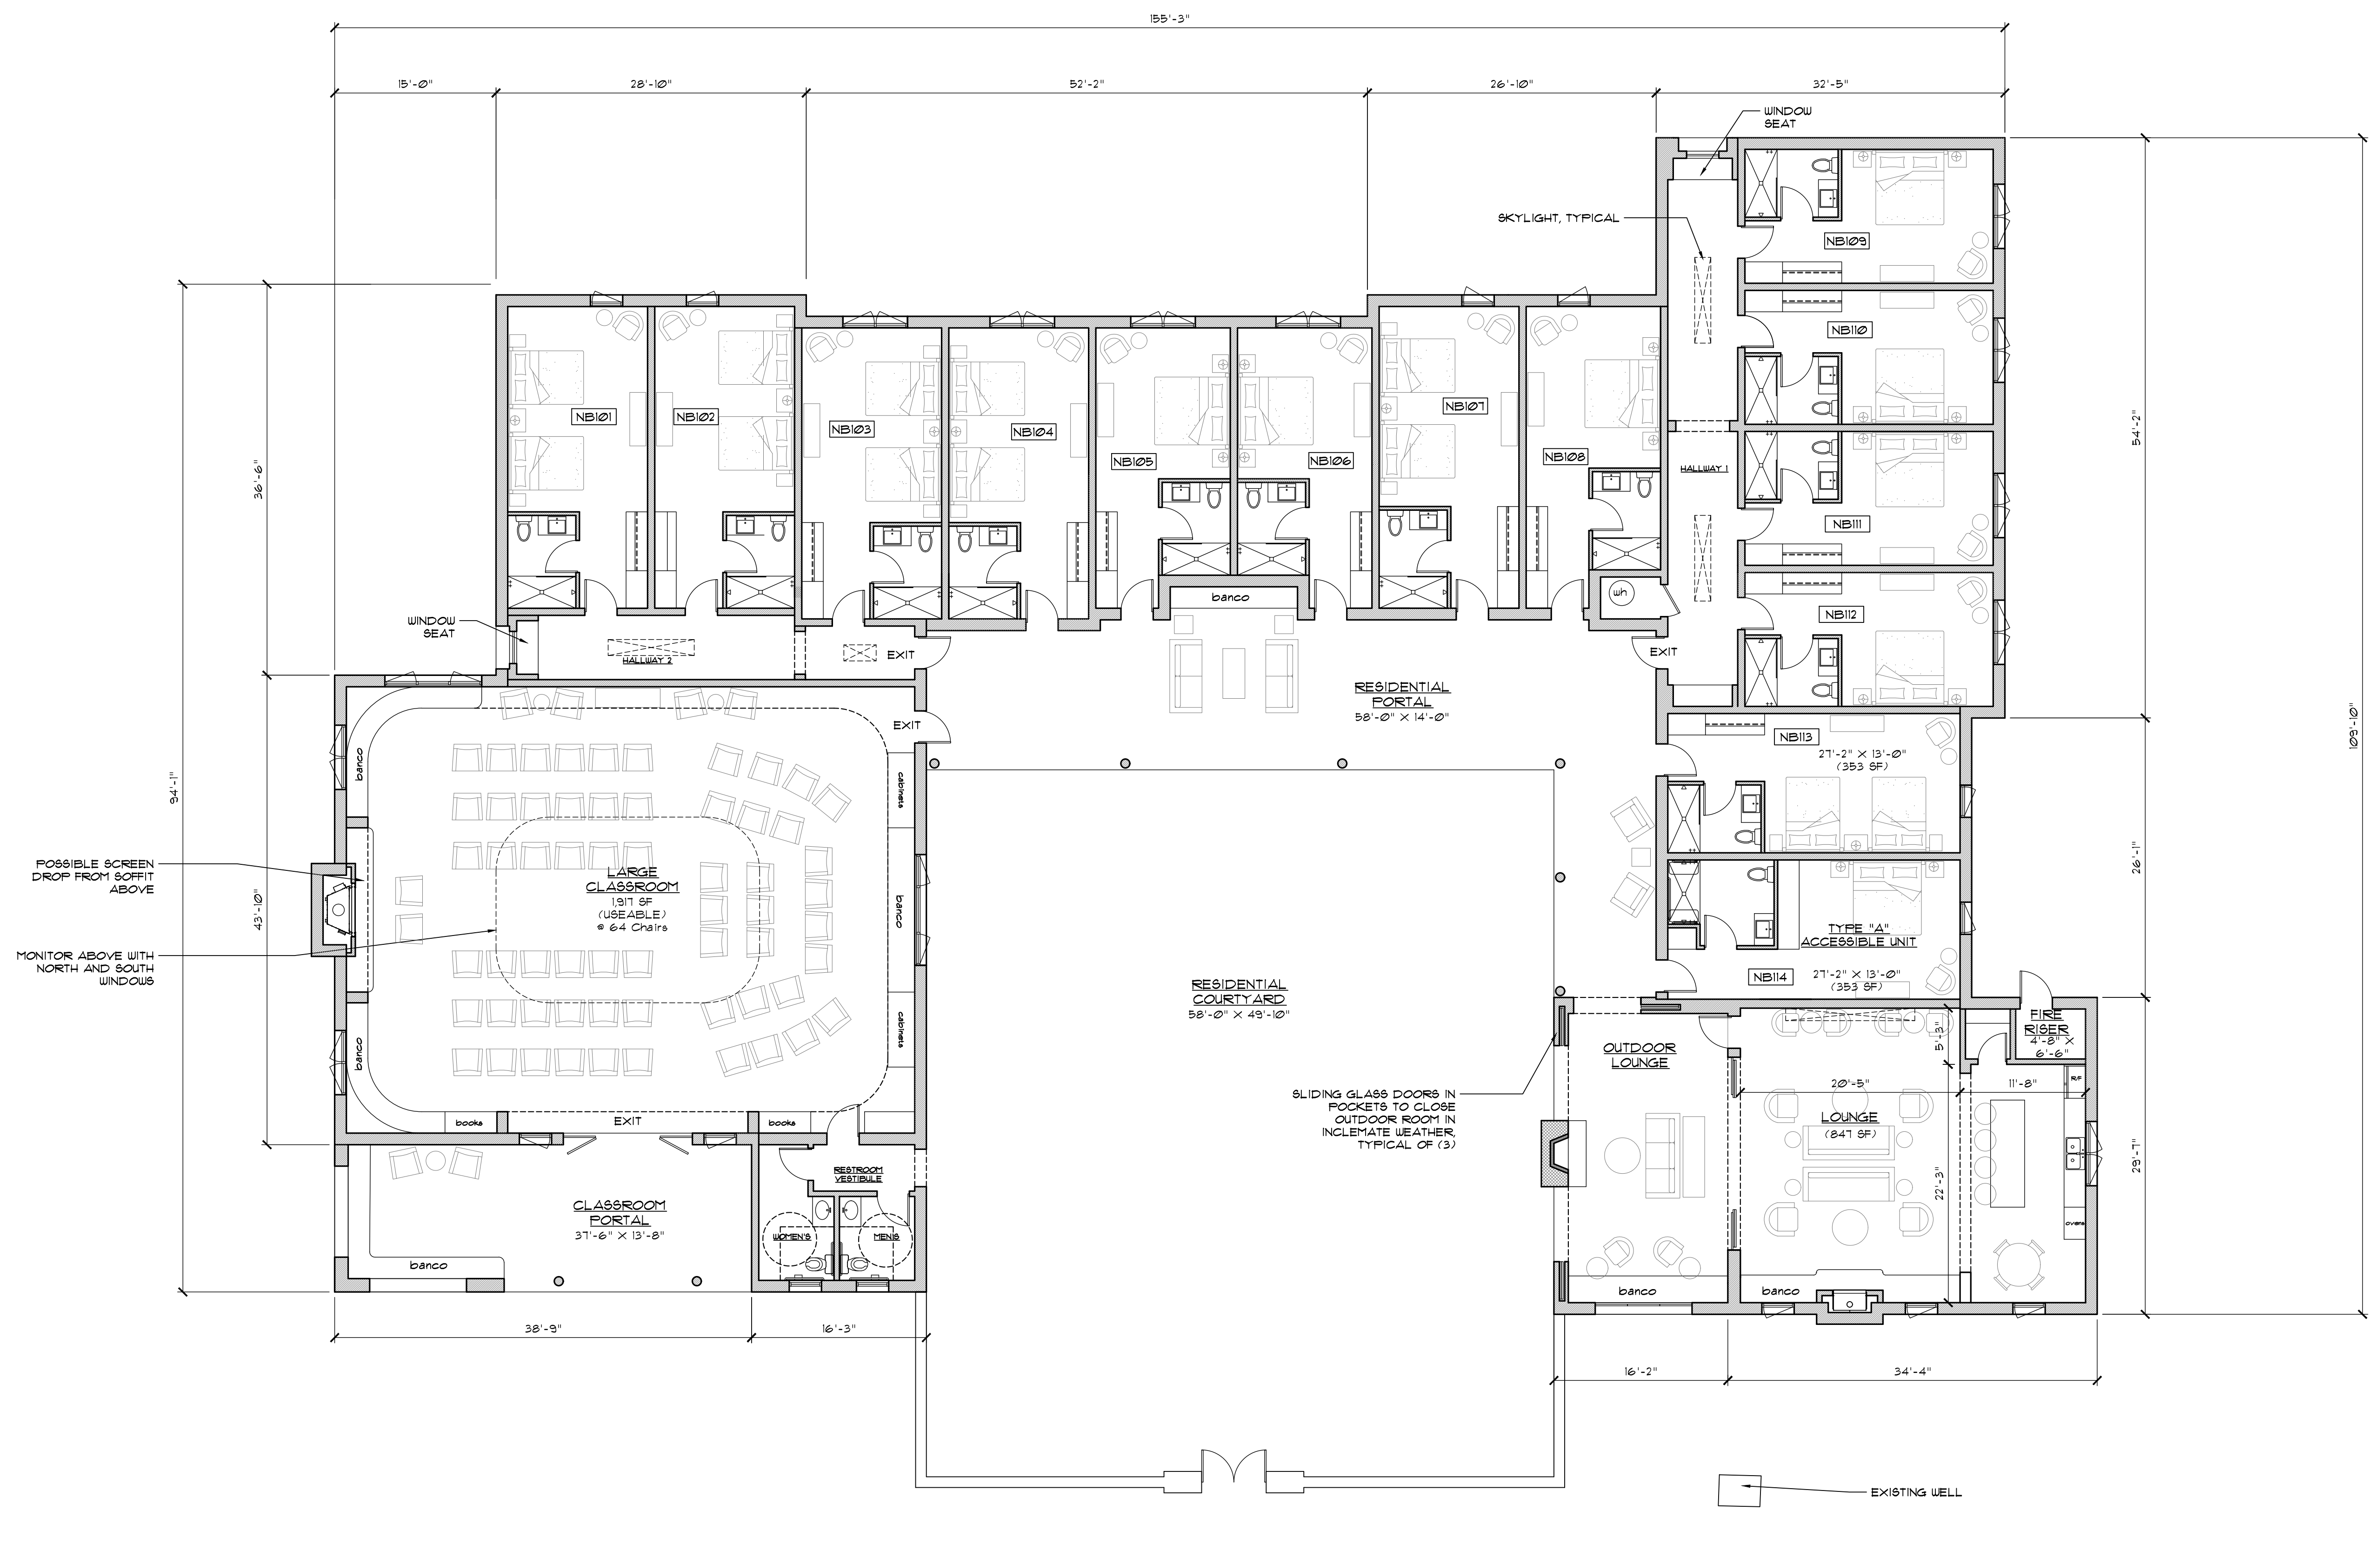 155'-3"
15'-0"
28'-10"
52'-2"
26'-10"
32'-5"
WINDOW
SEAT
SKYLIGHT, TYPICAL
NB109
NB110
NB101
NB102
NB103
NB104
NB105
NB106
NB107
NB108
HALLWAY 1
NB111
NB112
36'-6"
54'-2"
109'-10"
94'-1"
43'-10"
wh
banco
WINDOW
SEAT
HALLWAY 2
EXIT
EXIT
RESIDENTIAL
PORTAL
58'-0" X 14'-0"
EXIT
NB113
27'-2" X 13'-0"
(353 SF)
banco
cabinets
POSSIBLE SCREEN
DROP FROM SOFFIT
ABOVE
LARGE
CLASSROOM
1,917 SF
(USEABLE)
@ 64 Chairs
banco
26'-1"
TYPE "A"
ACCESSIBLE UNIT
NB114
27'-2" X 13'-0"
(353 SF)
MONITOR ABOVE WITH
NORTH AND SOUTH
WINDOWS
RESIDENTIAL
COURTYARD
58'-0" X 49'-10"
banco
cabinets
FIRE
RISER
4'-8" X
6'-6"
5'-3"
OUTDOOR
LOUNGE
SLIDING GLASS DOORS IN
POCKETS TO CLOSE
OUTDOOR ROOM IN
INCLEMATE WEATHER,
TYPICAL OF (3)
20'-5"
11'-8"
R/F
LOUNGE
(847 SF)
books
EXIT
books
29'-7"
22'-3"
RESTROOM
VESTIBULE
CLASSROOM
PORTAL
37'-6" X 13'-8"
WOMEN'S
MEN'S
ovens
banco
banco
banco
38'-9"
16'-3"
16'-2"
34'-4"
EXISTING WELL